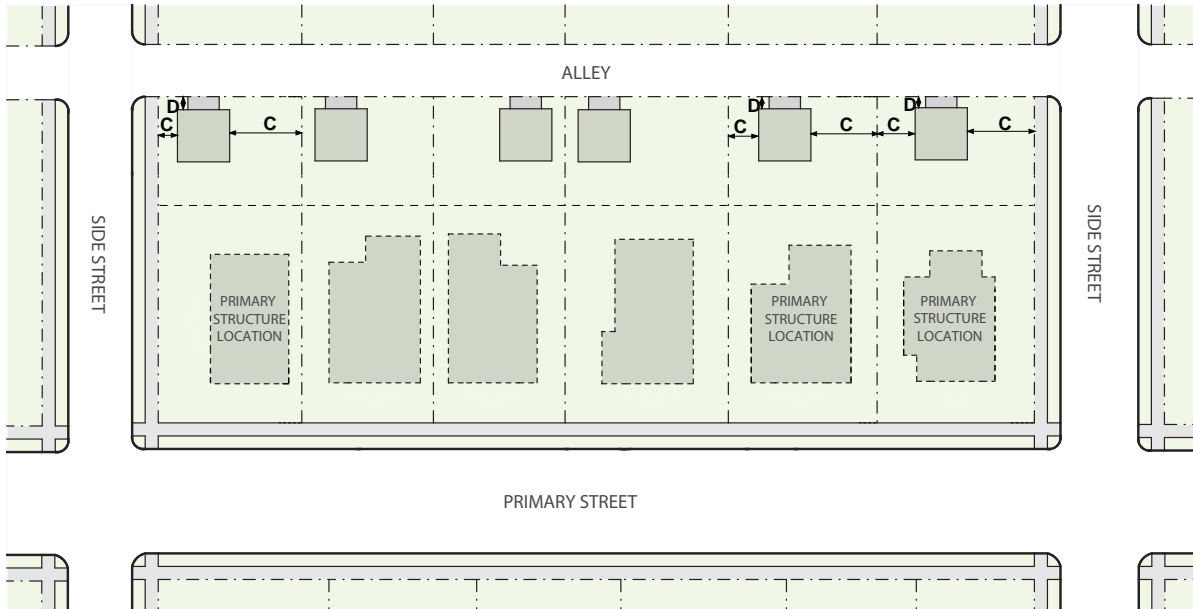 ALLEY
D
D
D
C
C
C
C
C
C
SIDE STREET
SIDE STREET
PRIMARY
STRUCTURE
LOCATION
PRIMARY
STRUCTURE
LOCATION
PRIMARY
STRUCTURE
LOCATION
PRIMARY STREET